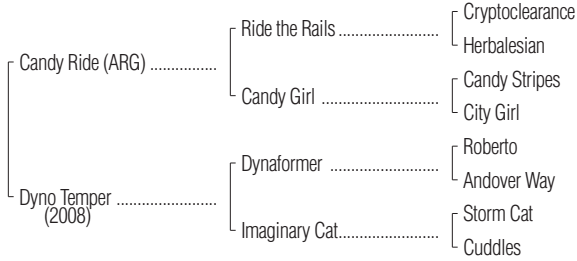 Cryptoclearance
Ride the Rails ........................
Herbalesian
Candy Ride (ARG) ................
Candy Stripes
Candy Girl ............................
City Girl
Roberto
Dynaformer ..........................
Andover Way
Dyno Temper ........................
(2008)
Storm Cat
Imaginary Cat........................
Cuddles